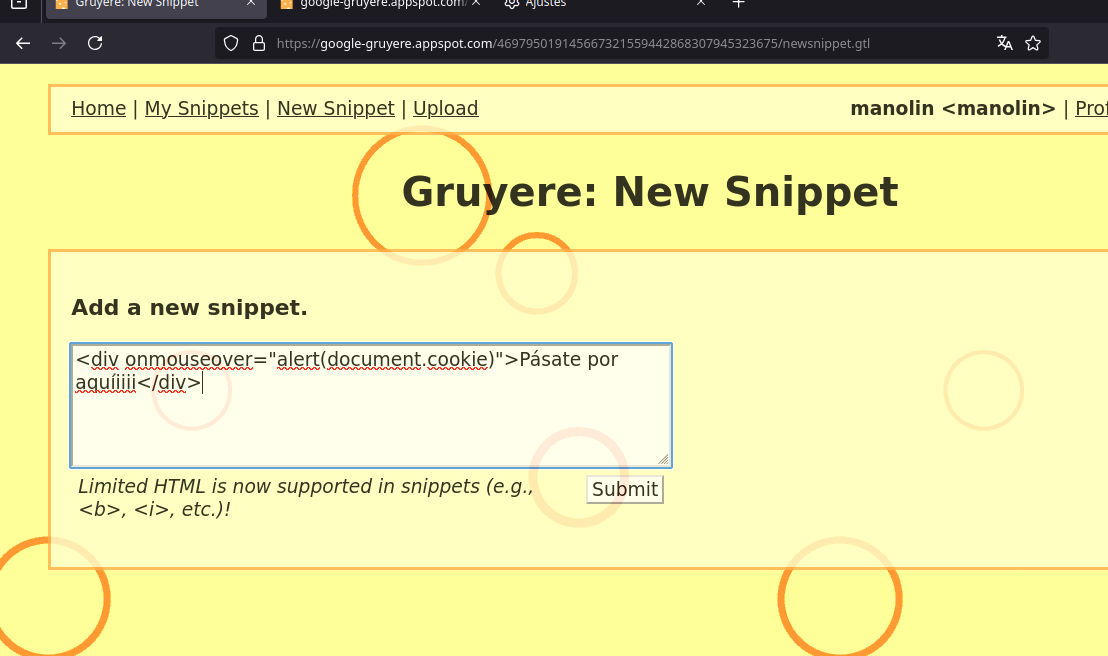 Gruyere: New Snippet
google-gruyere.appspot.com/
Ajustes
https://google-gruyere.appspot.com/469795019145667321559442868307945323675/newsnippet.gtl
Home | My Snippets | New Snippet | Upload
manolin <manolin> | Prof
Gruyere: New Snippet
Add a new snippet.
<div onmouseover="alert(document.cookie)">Pásate por
aquíiiii</div>
Limited HTML is now supported in snippets (e.g.,
<b>, <i>, etc.)!
Submit